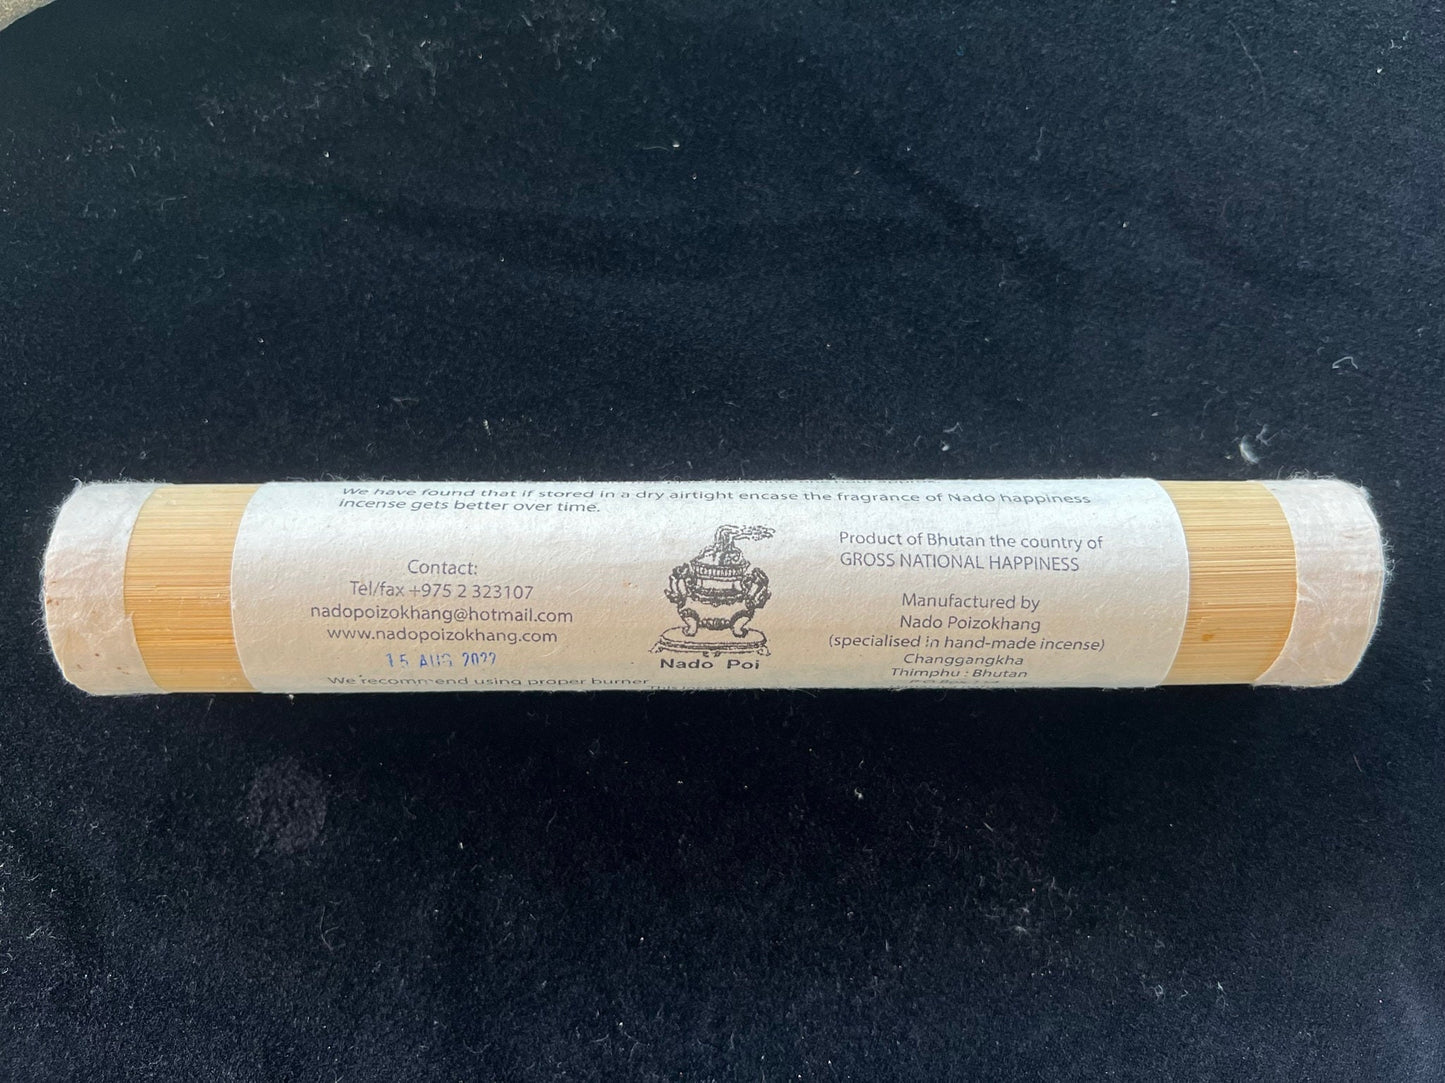 We have found that if stored in a dry airtight encase the fragrance of Nado happiness
incense gets better over time.
Contact:
Tel/fax +975 2 323107
nadopoizokhang@hotmail.com
www.nadopoizokhang.com
15 AUG 2022
We recommend using proper burner
Nado Poi
Product of Bhutan the country of
GROSS NATIONAL HAPPINESS
Manufactured by
Nado Poizokhang
(specialised in hand-made incense)
Changgangkha
Thimphu : Bhutan